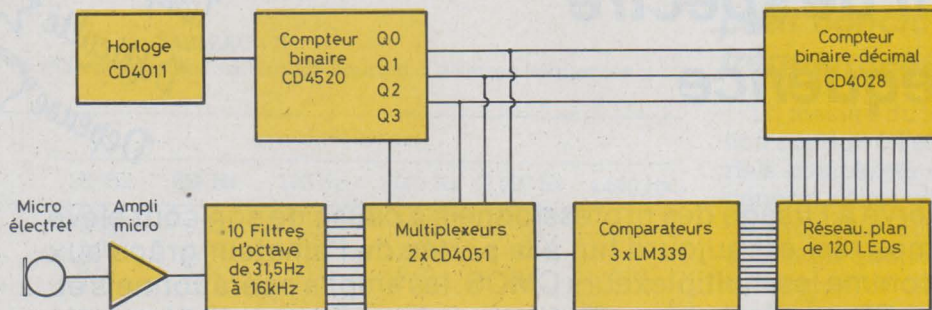 Horloge
CD4011
Compteur
binaire
CD4520
Q0
Q1
Q2
Q3
Compteur
binaire.décimal
CD4028
Micro
électret
Ampli
micro
10 Filtres
d'octave
de 31,5Hz
à 16kHz
Multiplexeurs
2xCD4051
Comparateurs
3xLM339
Réseau.plan
de 120 LEDs